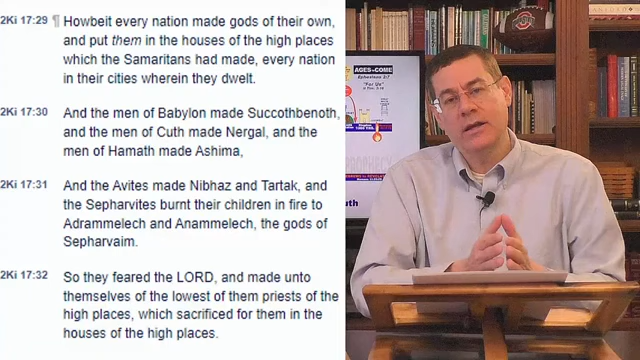 2Ki 17:29 ¶ Howbeit every nation made gods of their own,
and put them in the houses of the high places
which the Samaritans had made, every nation
in their cities wherein they dwelt.
2Ki 17:30 And the men of Babylon made Succothbenoth,
and the men of Cuth made Nergal, and the
men of Hamath made Ashima,
2Ki 17:31 And the Avites made Nibhaz and Tartak, and
the Sepharvites burnt their children in fire to
Adrammelech and Anammelech, the gods of
Sepharvaim.
2Ki 17:32 So they feared the LORD, and made unto
themselves of the lowest of them priests of the
high places, which sacrificed for them in the
houses of the high places.
AGES-COME
Ephesians 2:7
"For Us"